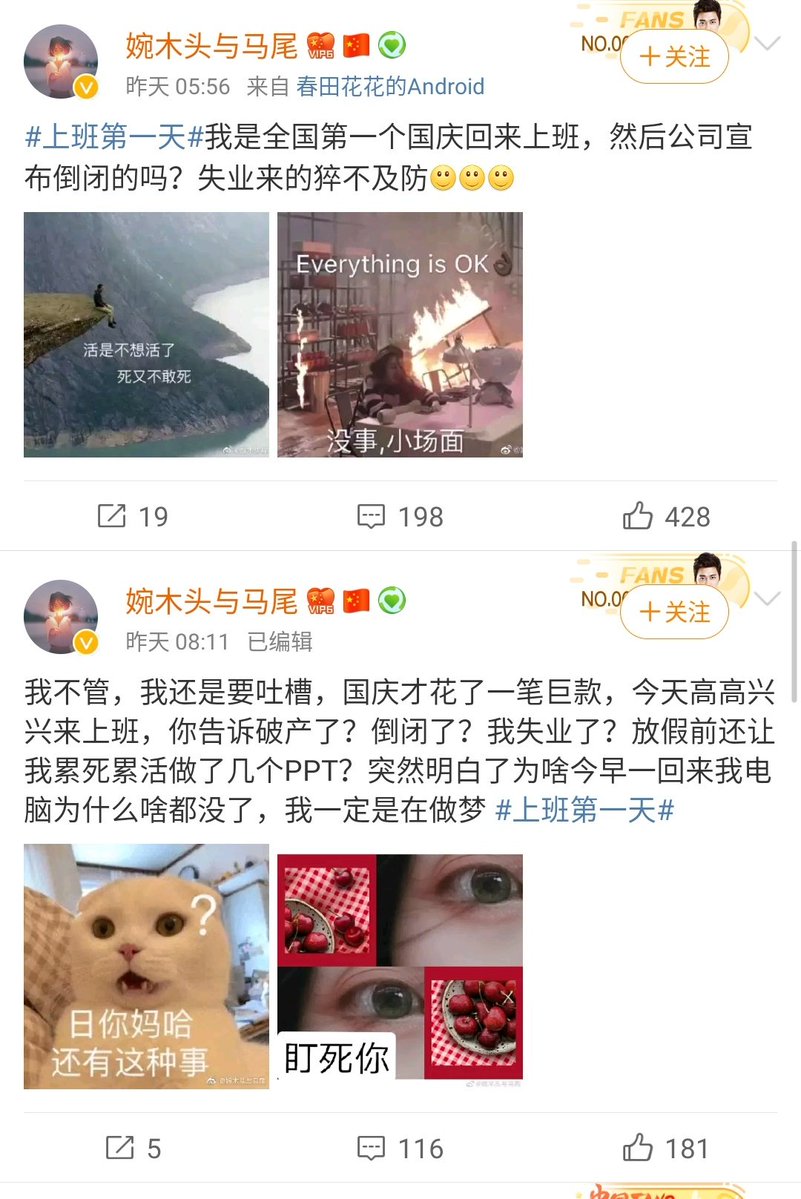 婉木头与马尾 VIP6
FANS
NO.00
＋关注
昨天 05:56 来自 春田花花的Android
#上班第一天#我是全国第一个国庆回来上班，然后公司宣
布倒闭的吗？失业来的猝不及防
活是不想活了
死又不敢死
Everything is OK
没事,小场面
19
198
428
婉木头与马尾 VIP6
FANS
NO.00
＋关注
昨天 08:11 已编辑
我不管，我还是要吐槽，国庆才花了一笔巨款，今天高高兴
兴来上班，你告诉破产了？倒闭了？我失业了？放假前还让
我累死累活做了几个PPT？突然明白了为啥今早一回来我电
脑为什么啥都没了，我一定是在做梦 #上班第一天#
?
日你妈哈
还有这种事
@婉木头与马尾
盯死你
5
116
181